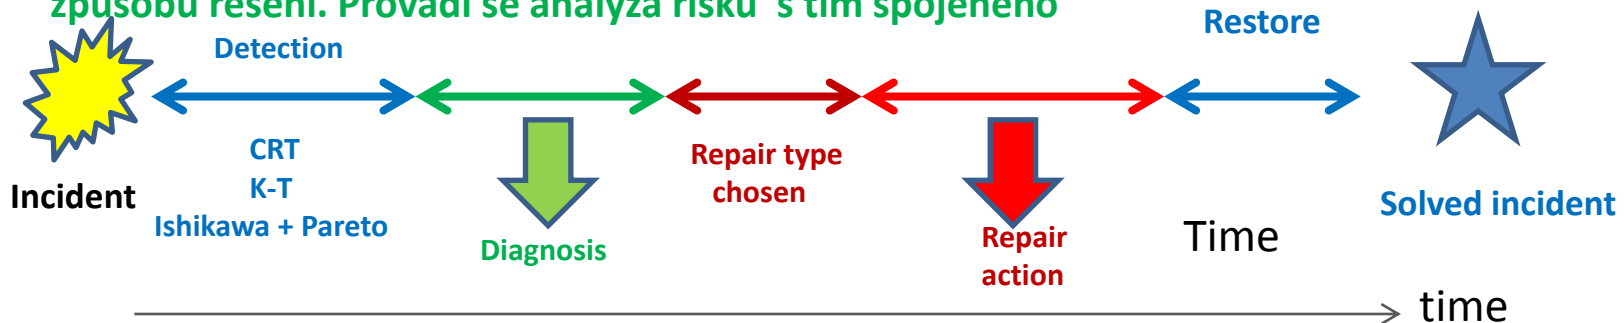 způsobu řešení. Provádí se analýza risků s tím spojeného
Restore
Detection
CRT
K-T
Ishikawa + Pareto
Incident
Repair type
chosen
Diagnosis
Repair
action
Time
Solved incident
time